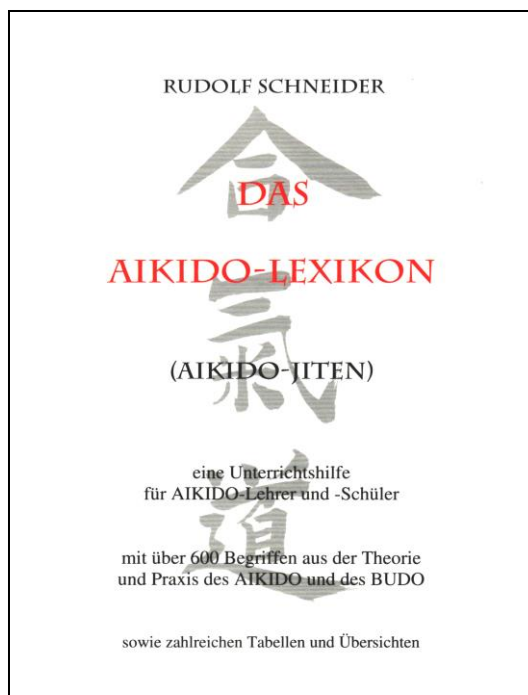 RUDOLF SCHNEIDER
合
DAS
AIKIDO-LEXIKON
氣
(AIKIDO-JITEN)
eine Unterrichtshilfe
für AIKIDO-Lehrer und -Schüler
道
mit über 600 Begriffen aus der Theorie
und Praxis des AIKIDO und des BUDO
sowie zahlreichen Tabellen und Übersichten